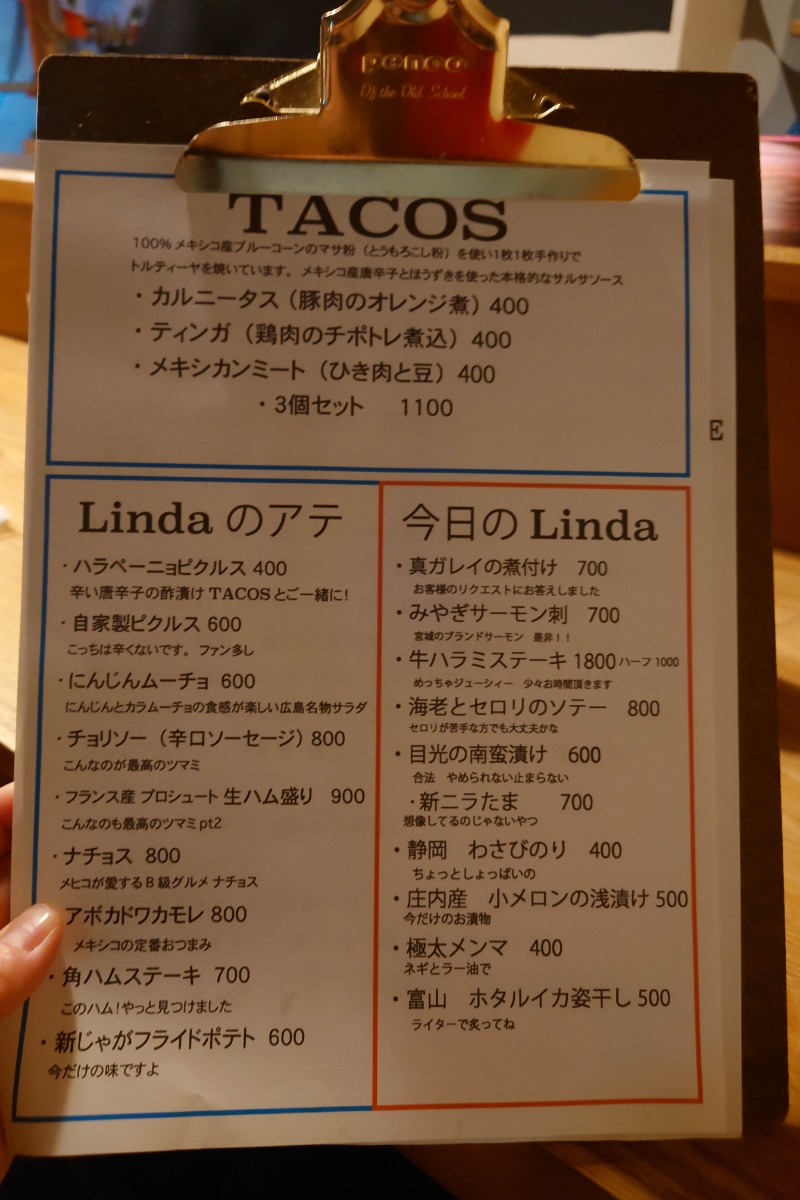 penco
Of the Old School
TACOS
100% メキシコ産ブルーコーンのマサ粉（とうもろこし粉）を使い1枚1枚手作りで
トルティーヤを焼いています。メキシコ産唐辛子とほうずきを使った本格的なサルサソース
・カルニータス（豚肉のオレンジ煮）400
・ティンガ（鶏肉のチポトレ煮込）400
・メキシカンミート（ひき肉と豆）400
・3個セット 1100
E
Linda のアテ
・ハラペーニョピクルス 400
辛い唐辛子の酢漬け TACOS とご一緒に!
・自家製ピクルス 600
こっちは辛くないです。ファン多し
・にんじんムーチョ 600
にんじんとカラムーチョの食感が楽しい広島名物サラダ
・チョリソー（辛口ソーセージ）800
こんなのが最高のツマミ
・フランス産 プロシュート 生ハム盛り 900
こんなのも最高のツマミ pt2
・ナチョス 800
メヒコが愛する B 級グルメ ナチョス
アボカドワカモレ 800
メキシコの定番おつまみ
・角ハムステーキ 700
このハム!やっと見つけました
・新じゃがフライドポテト 600
今だけの味ですよ
今日の Linda
・真ガレイの煮付け 700
お客様のリクエストにお答えしました
・みやぎサーモン刺 700
宮城のブランドサーモン 是非！！
・牛ハラミステーキ 1800 ハーフ 1000
めっちゃジューシィー 少々お時間頂きます
・海老とセロリのソテー 800
セロリが苦手な方でも大丈夫かな
・目光の南蛮漬け 600
合法 やめられない止まらない
・新ニラたま 700
想像してるのじゃないやつ
・静岡 わさびのり 400
ちょっとしょっぱいの
・庄内産 小メロンの浅漬け 500
今だけのお漬物
・極太メンマ 400
ネギとラー油で
・富山 ホタルイカ姿干し 500
ライターで炙ってね